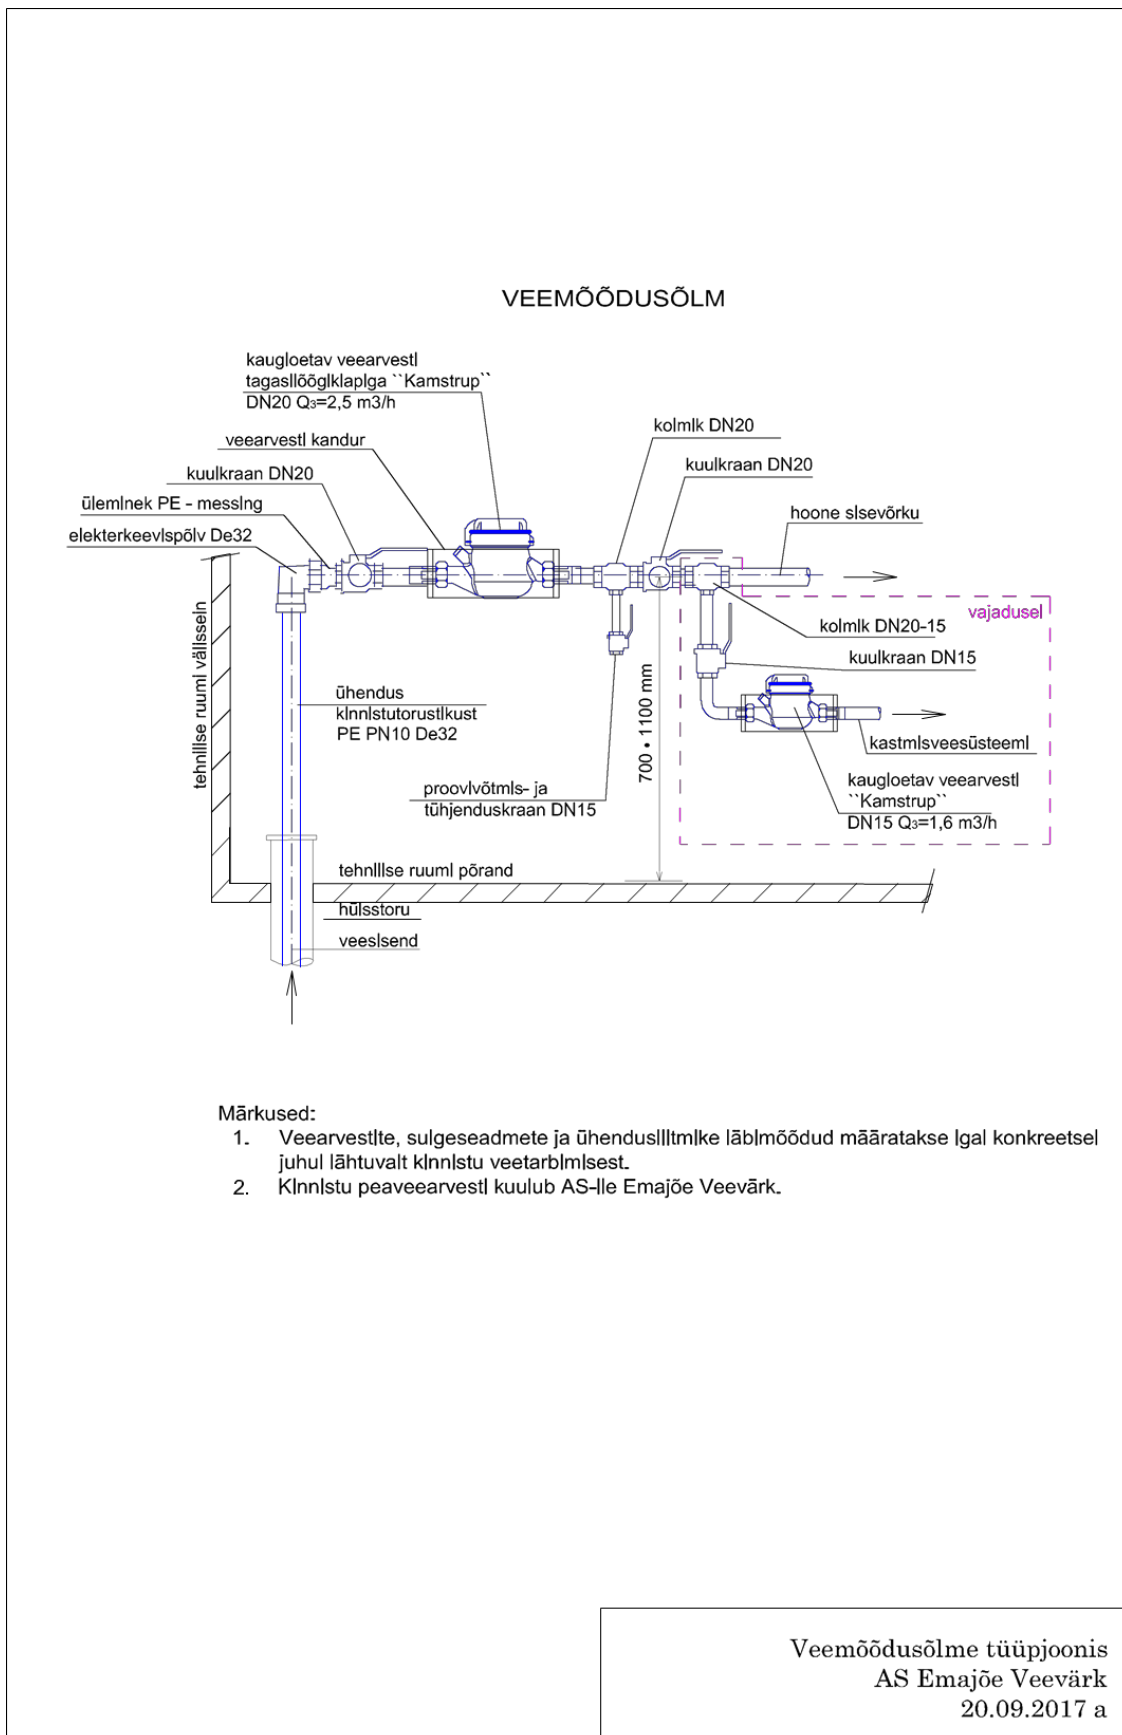 VEEMÕÕDUSÕLM
kaugloetav veearvesti
tagasilöögiklapiga ``Kamstrup``
DN20 Q₃=2,5 m3/h
veearvesti kandur
kuulkraan DN20
üleminek PE - messing
elekterkeevispõlv De32
kolmik DN20
kuulkraan DN20
hoone sisevõrku
vajadusel
kolmik DN20-15
kuulkraan DN15
tehnilise ruumi välissein
ühendus
kinnistutorustikust
PE PN10 De32
700 • 1100 mm
kastmisveesüsteemi
proovivõtmis- ja
tühjenduskraan DN15
kaugloetav veearvesti
``Kamstrup``
DN15 Q₃=1,6 m3/h
tehnilise ruumi põrand
hülsstoru
veesisend
Märkused:
1. Veearvestite, sulgeseadmete ja ühendusliitmike läbimõõdud määratakse igal konkreetsel
juhul lähtuvalt kinnistu veetarbimisest.
2. Kinnistu peaveearvesti kuulub AS-ile Emajõe Veevärk.
Veemõõdusõlme tüüpjoonis
AS Emajõe Veevärk
20.09.2017 a